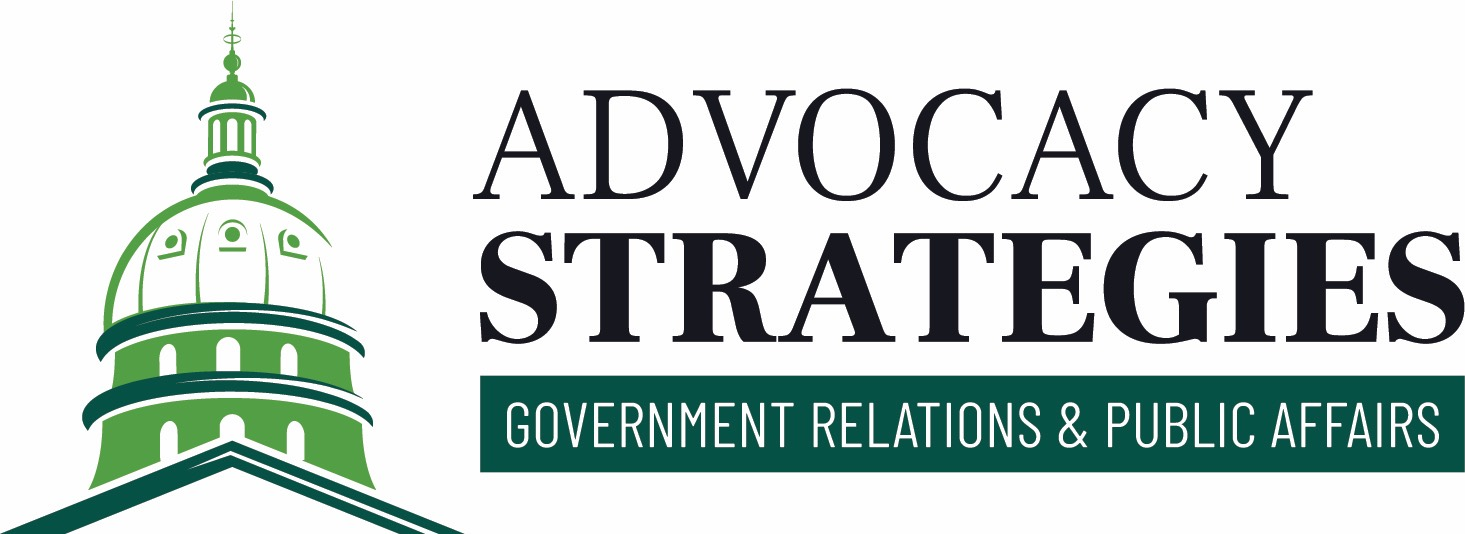 ADVOCACY
STRATEGIES
GOVERNMENT RELATIONS & PUBLIC AFFAIRS